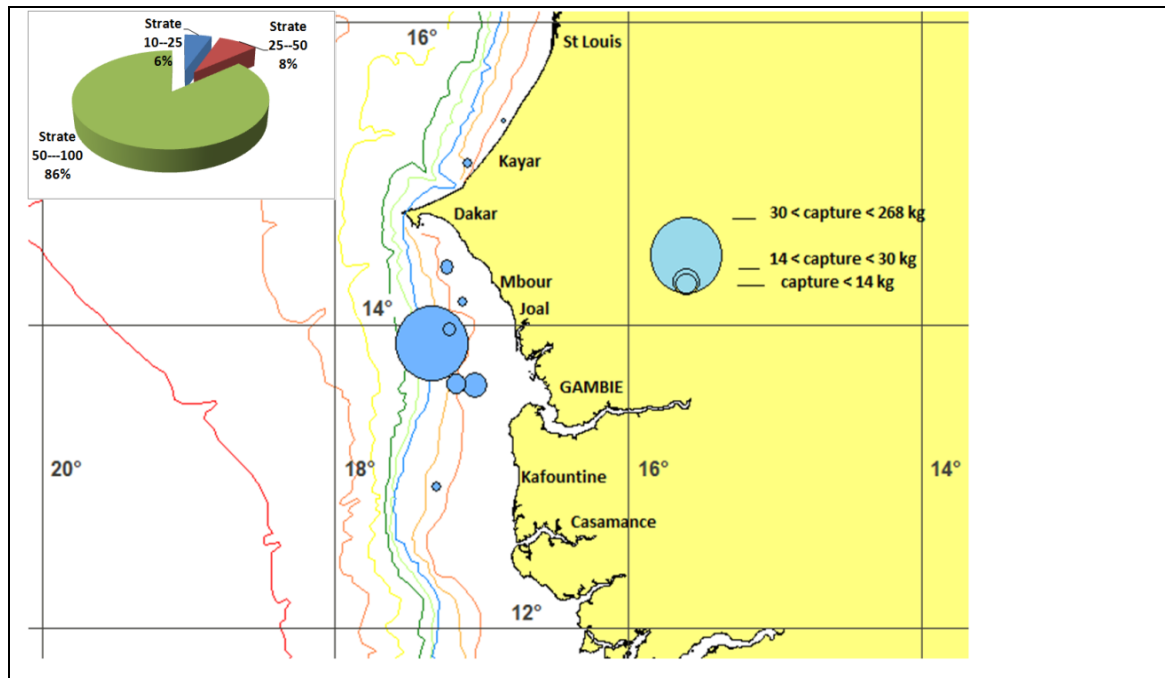 Strate
10--25
6%
Strate
25--50
8%
Strate
50---100
86%
16°
St Louis
Kayar
Dakar
30 < capture < 268 kg
14 < capture < 30 kg
capture < 14 kg
Mbour
Joal
14°
GAMBIE
20°
18°
16°
14°
Kafountine
Casamance
12°